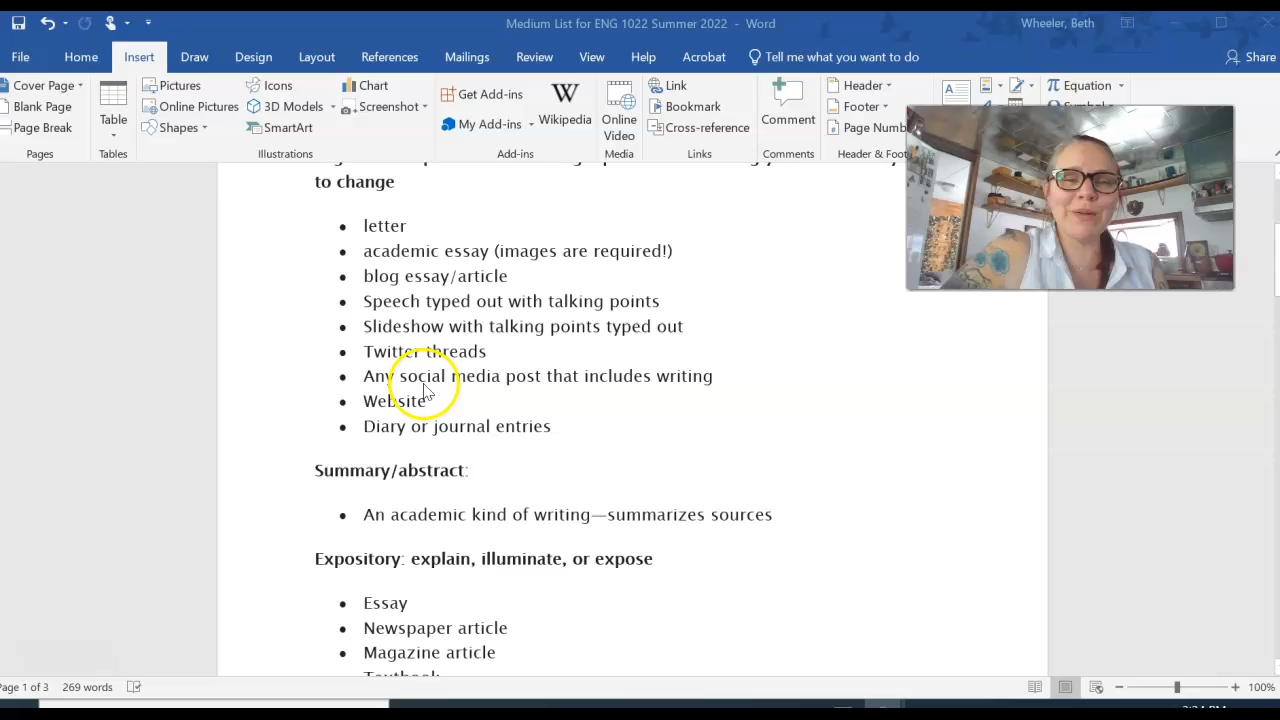 Medium List for ENG 1022 Summer 2022 - Word
Wheeler, Beth
File Home Insert Draw Design Layout References Mailings Review View Help Acrobat Tell me what you want to do Share
Cover Page
Blank Page
Page Break
Pages
Table
Tables
Pictures
Online Pictures
Shapes
Icons
3D Models
SmartArt
Chart
Screenshot
Illustrations
Get Add-ins
My Add-ins
Wikipedia
Add-ins
Online
Video
Media
Link
Bookmark
Cross-reference
Links
Comment
Comments
Header
Footer
Page Numb
Header & Foot
Equation
to change
• letter
• academic essay (images are required!)
• blog essay/article
• Speech typed out with talking points
• Slideshow with talking points typed out
• Twitter threads
• Any social media post that includes writing
• Website
• Diary or journal entries
Summary/abstract:
• An academic kind of writing—summarizes sources
Expository: explain, illuminate, or expose
• Essay
• Newspaper article
• Magazine article
Page 1 of 3 269 words 100%